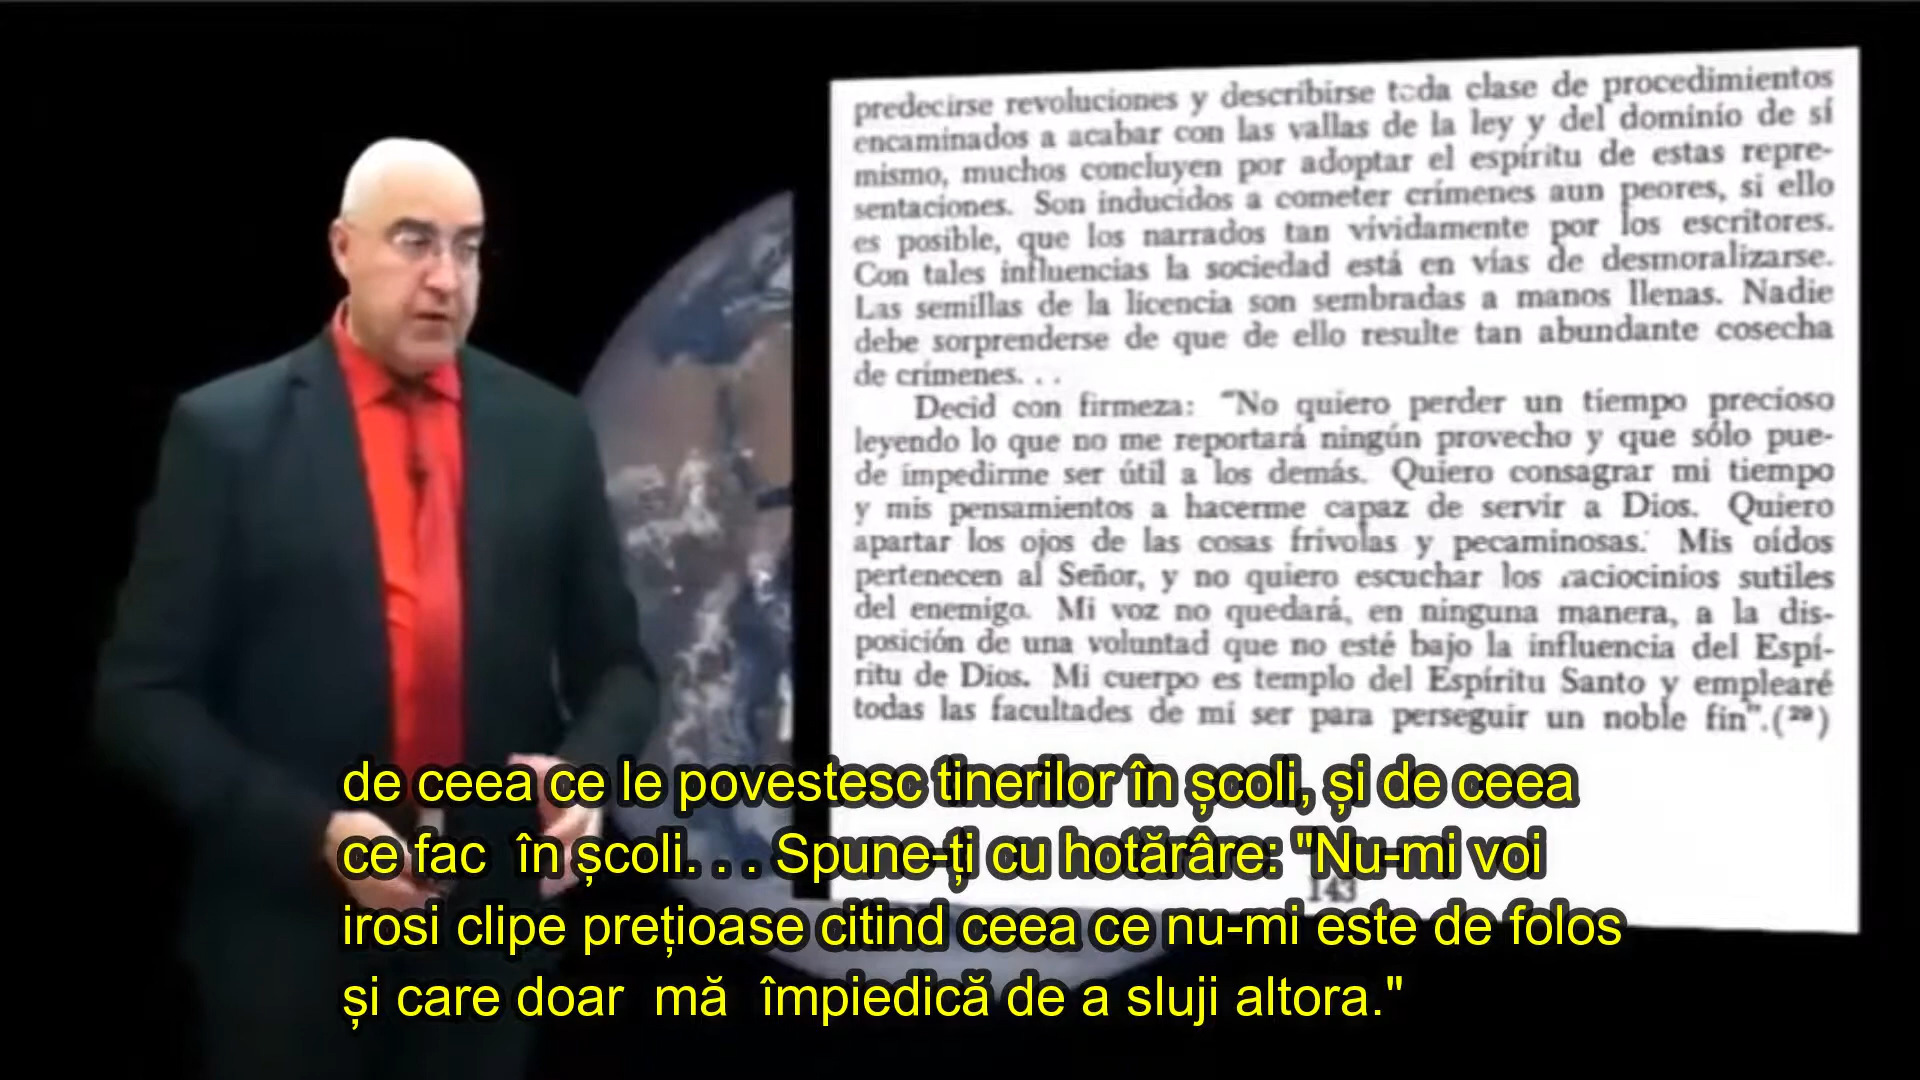 predecirse revoluciones y describirse toda clase de procedimientos
encaminados a acabar con las vallas de la ley y del dominio de sí
mismo, muchos concluyen por adoptar el espíritu de estas repre-
sentaciones. Son inducidos a cometer crímenes aun peores, si ello
es posible, que los narrados tan vívidamente por los escritores.
Con tales influencias la sociedad está en vías de desmoralizarse.
Las semillas de la licencia son sembradas a manos llenas. Nadie
debe sorprenderse de que de ello resulte tan abundante cosecha
de crímenes. . .
Decid con firmeza: "No quiero perder un tiempo precioso
leyendo lo que no me reportará ningún provecho y que sólo pue-
de impedirme ser útil a los demás. Quiero consagrar mi tiempo
y mis pensamientos a hacerme capaz de servir a Dios. Quiero
apartar los ojos de las cosas frívolas y pecaminosas. Mis oídos
pertenecen al Señor, y no quiero escuchar los raciocinios sutiles
del enemigo. Mi voz no quedará, en ninguna manera, a la dis-
posición de una voluntad que no esté bajo la influencia del Espí-
ritu de Dios. Mi cuerpo es templo del Espíritu Santo y emplearé
todas las facultades de mi ser para perseguir un noble fin".(29)
143
de ceea ce le povestesc tinerilor în școli, și de ceea
ce fac în școli. . . Spune-ți cu hotărâre: "Nu-mi voi
irosi clipe prețioase citind ceea ce nu-mi este de folos
și care doar mă împiedică de a sluji altora."